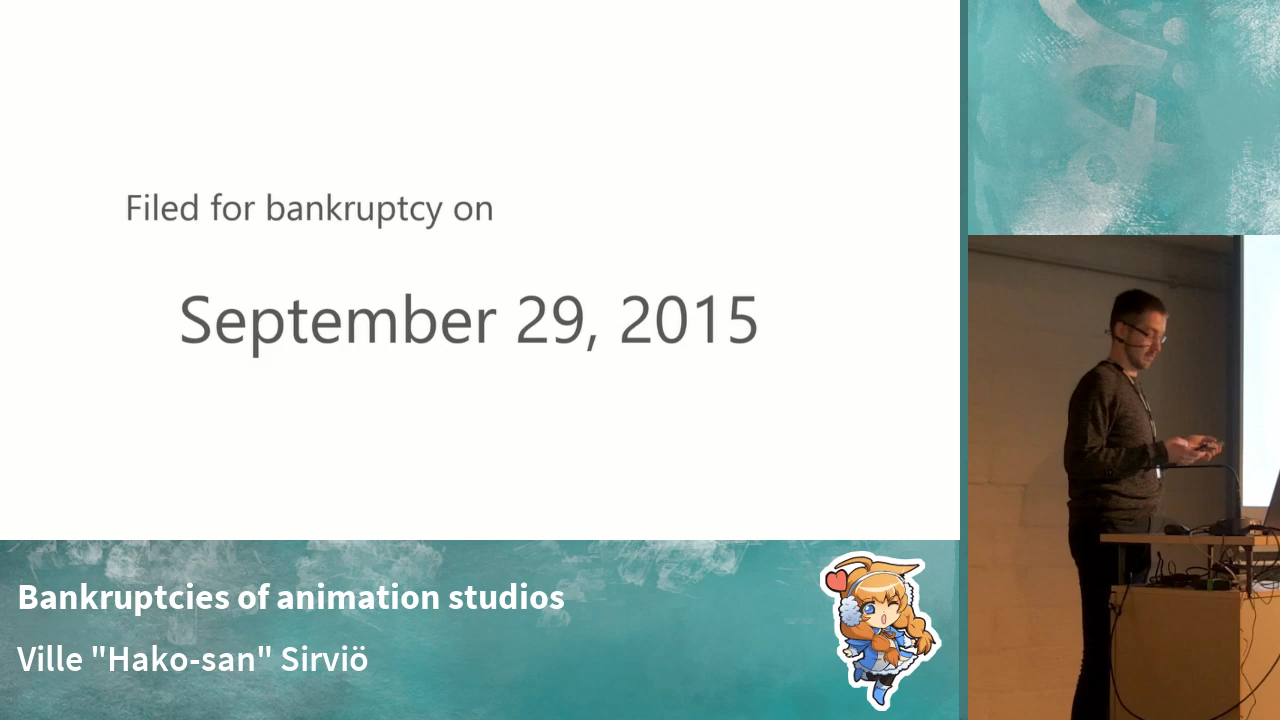 Filed for bankruptcy on
September 29, 2015
Bankruptcies of animation studios
Ville "Hako-san" Sirviö